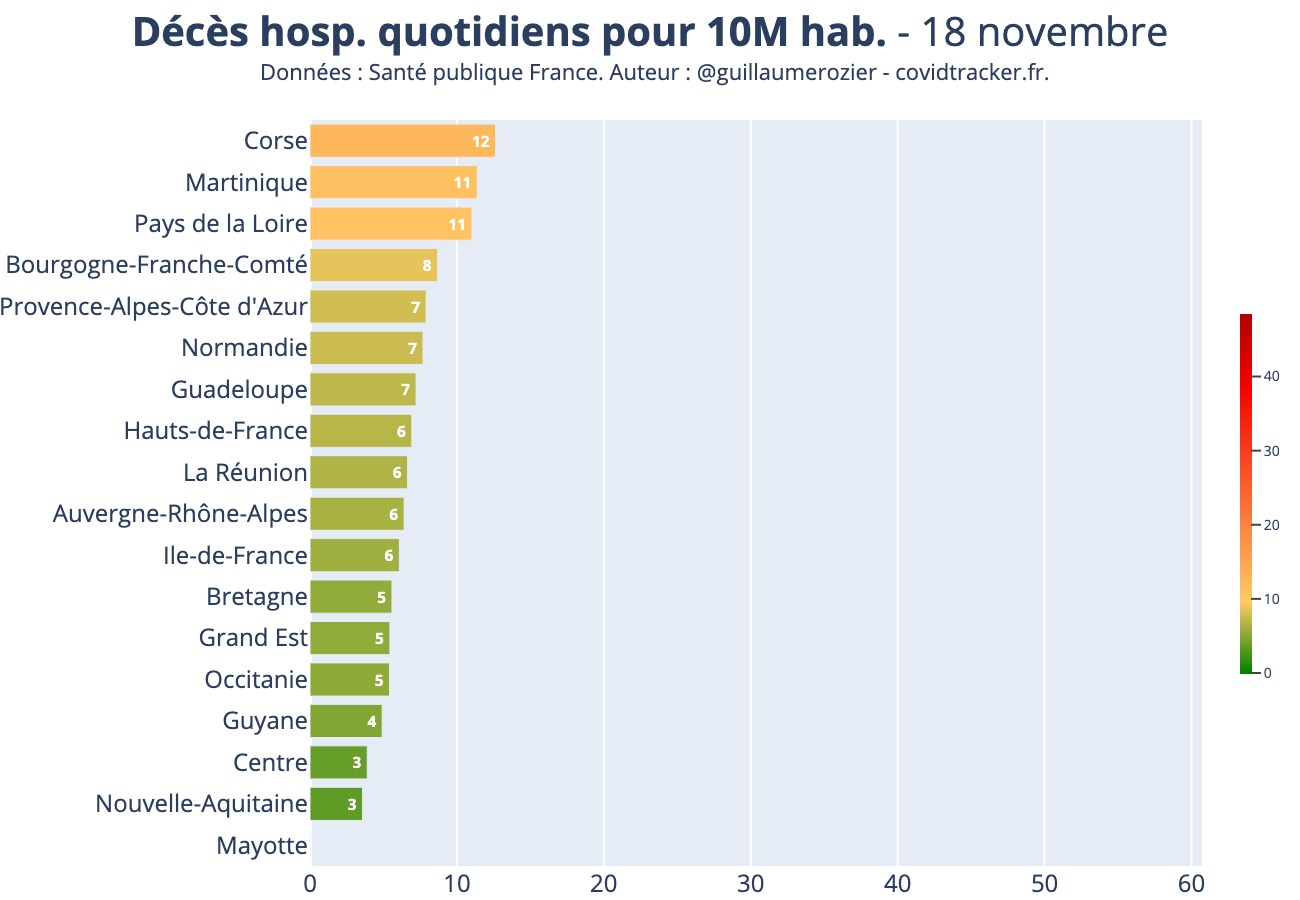 Décès hosp. quotidiens pour 10M hab. - 18 novembre
Données : Santé publique France. Auteur : @guillaumerozier - covidtracker.fr.
Corse 12
Martinique 11
Pays de la Loire 11
Bourgogne-Franche-Comté 8
Provence-Alpes-Côte d'Azur 7
Normandie 7
Guadeloupe 7
Hauts-de-France 6
La Réunion 6
Auvergne-Rhône-Alpes 6
Ile-de-France 6
Bretagne 5
Grand Est 5
Occitanie 5
Guyane 4
Centre 3
Nouvelle-Aquitaine 3
Mayotte
0 10 20 30 40 50 60
40
30
20
10
0